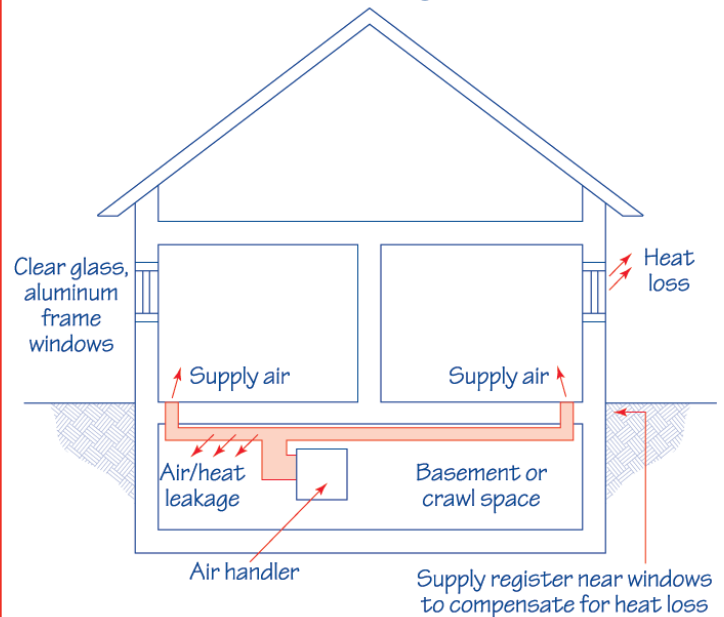 Clear glass,
aluminum
frame
windows
Heat
loss
Supply air
Supply air
Air/heat
leakage
Basement or
crawl space
Air handler
Supply register near windows
to compensate for heat loss